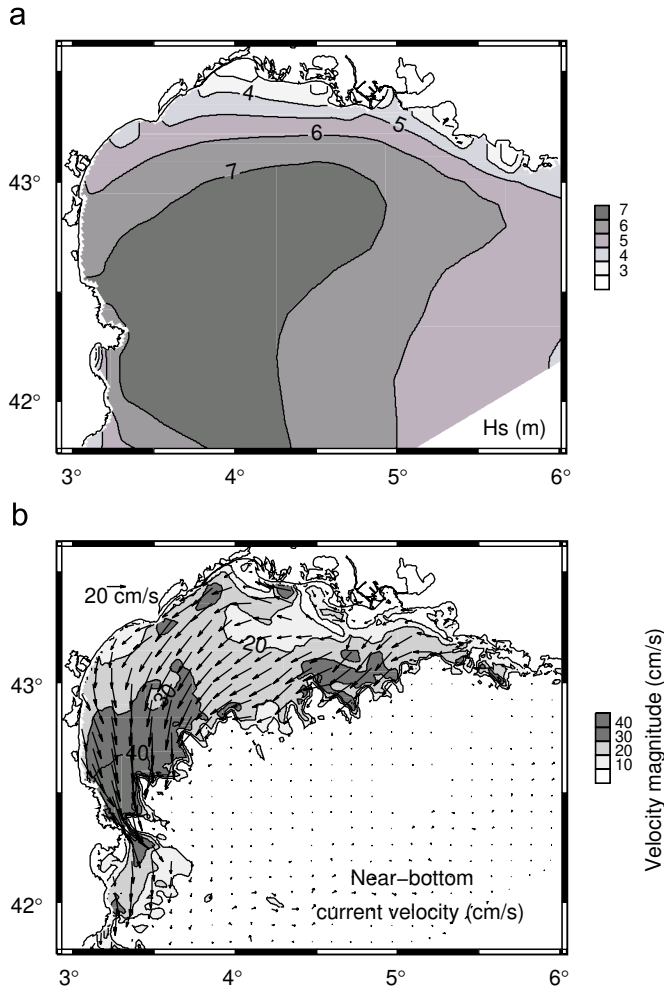 a
4
5
6
7
43°
7
6
5
4
3
42°
Hs (m)
3° 4° 5° 6°
b
20 cm/s
20
43°
30
40
40
30
20
10
Velocity magnitude (cm/s)
Near–bottom
42°
current velocity (cm/s)
3° 4° 5° 6°